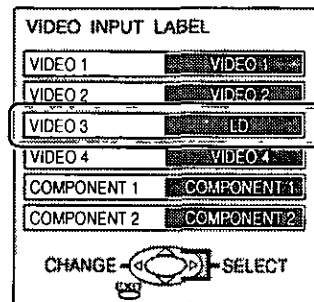 VIDEO INPUT LABEL
VIDEO 1 VIDEO 1
VIDEO 2 VIDEO 2
VIDEO 3 LD
VIDEO 4 VIDEO 4
COMPONENT 1 COMPONENT 1
COMPONENT 2 COMPONENT 2
CHANGE SELECT
EXIT